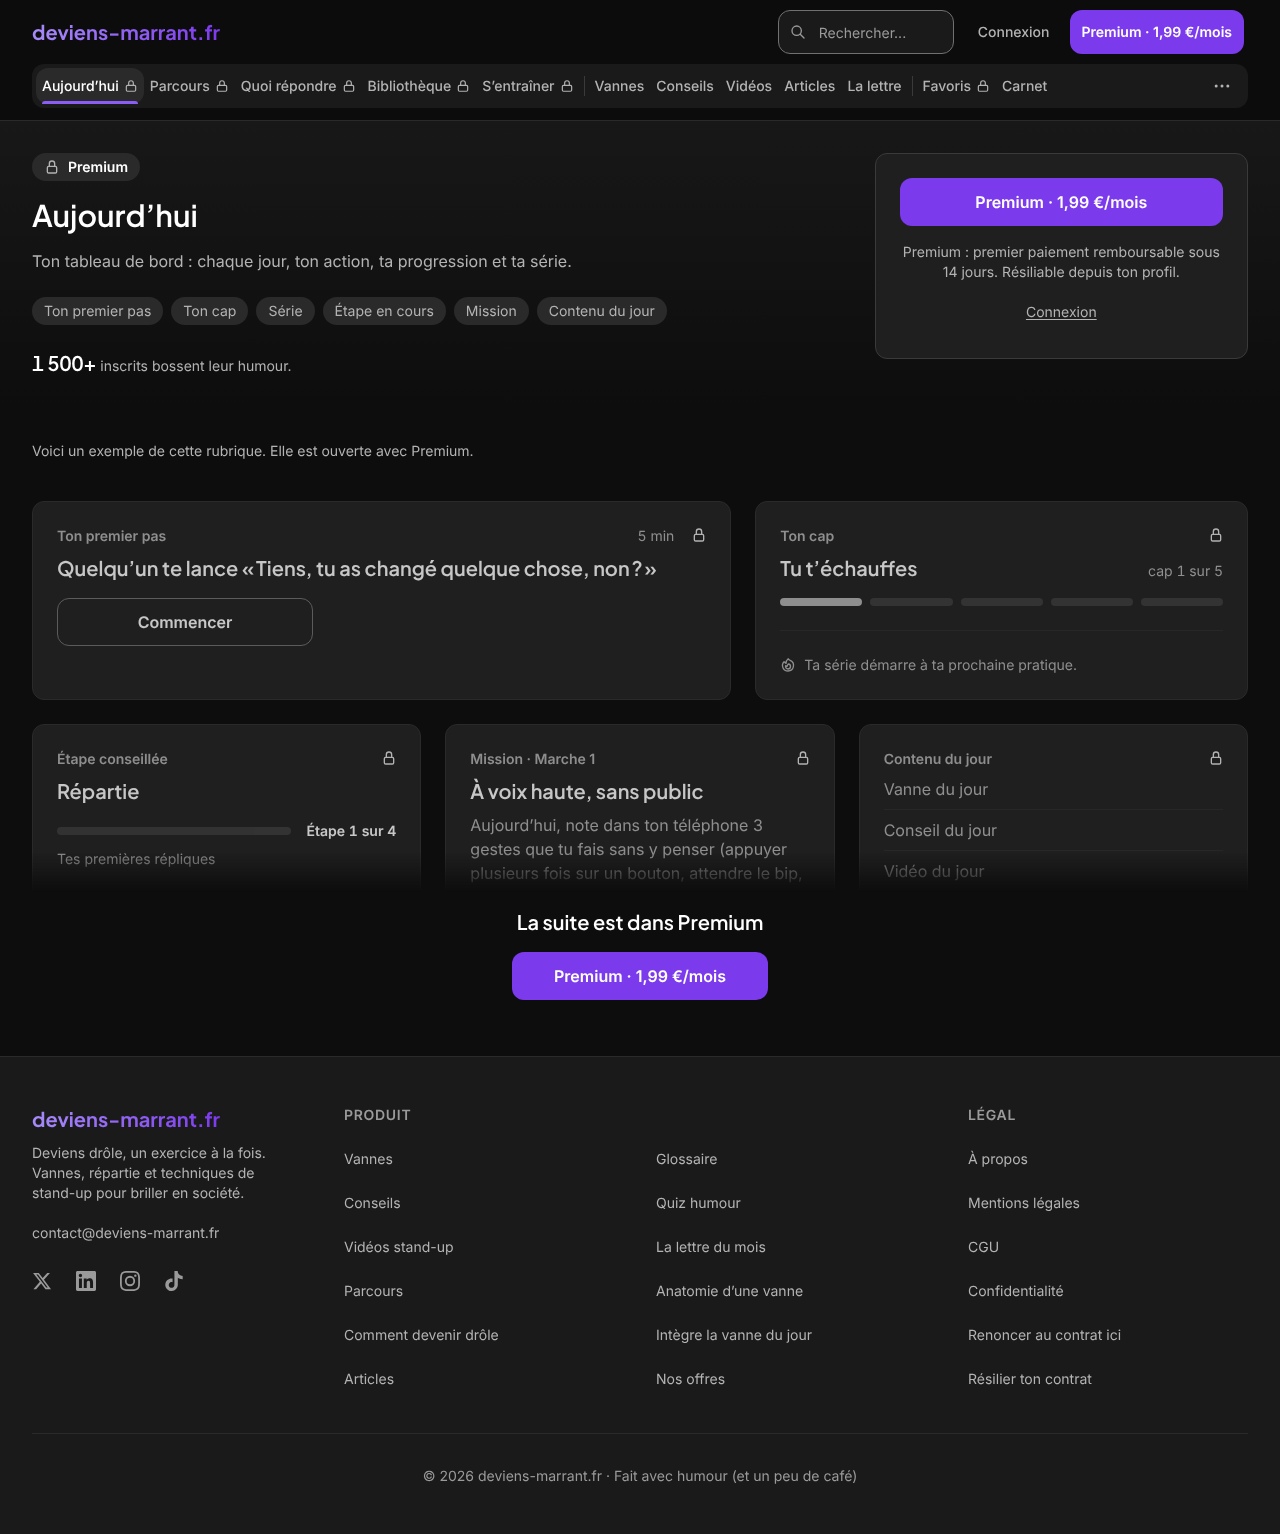 deviens-marrant.fr
Rechercher...
Connexion
Premium · 1,99 €/mois
Aujourd’hui
Parcours
Quoi répondre
Bibliothèque
S’entraîner
Vannes
Conseils
Vidéos
Articles
La lettre
Favoris
Carnet
Premium
Aujourd’hui
Ton tableau de bord : chaque jour, ton action, ta progression et ta série.
Ton premier pas
Ton cap
Série
Étape en cours
Mission
Contenu du jour
1 500+ inscrits bossent leur humour.
Premium · 1,99 €/mois
Premium : premier paiement remboursable sous
14 jours. Résiliable depuis ton profil.
Connexion
Voici un exemple de cette rubrique. Elle est ouverte avec Premium.
Ton premier pas
5 min
Quelqu’un te lance « Tiens, tu as changé quelque chose, non ? »
Commencer
Ton cap
Tu t’échauffes
cap 1 sur 5
Ta série démarre à ta prochaine pratique.
Étape conseillée
Répartie
Étape 1 sur 4
Tes premières répliques
Mission · Marche 1
À voix haute, sans public
Aujourd’hui, note dans ton téléphone 3
gestes que tu fais sans y penser (appuyer
plusieurs fois sur un bouton, attendre le bip,
Contenu du jour
Vanne du jour
Conseil du jour
Vidéo du jour
La suite est dans Premium
Premium · 1,99 €/mois
deviens-marrant.fr
Deviens drôle, un exercice à la fois.
Vannes, répartie et techniques de
stand-up pour briller en société.
contact@deviens-marrant.fr
PRODUIT
Vannes
Conseils
Vidéos stand-up
Parcours
Comment devenir drôle
Articles
Glossaire
Quiz humour
La lettre du mois
Anatomie d’une vanne
Intègre la vanne du jour
Nos offres
LÉGAL
À propos
Mentions légales
CGU
Confidentialité
Renoncer au contrat ici
Résilier ton contrat
© 2026 deviens-marrant.fr · Fait avec humour (et un peu de café)